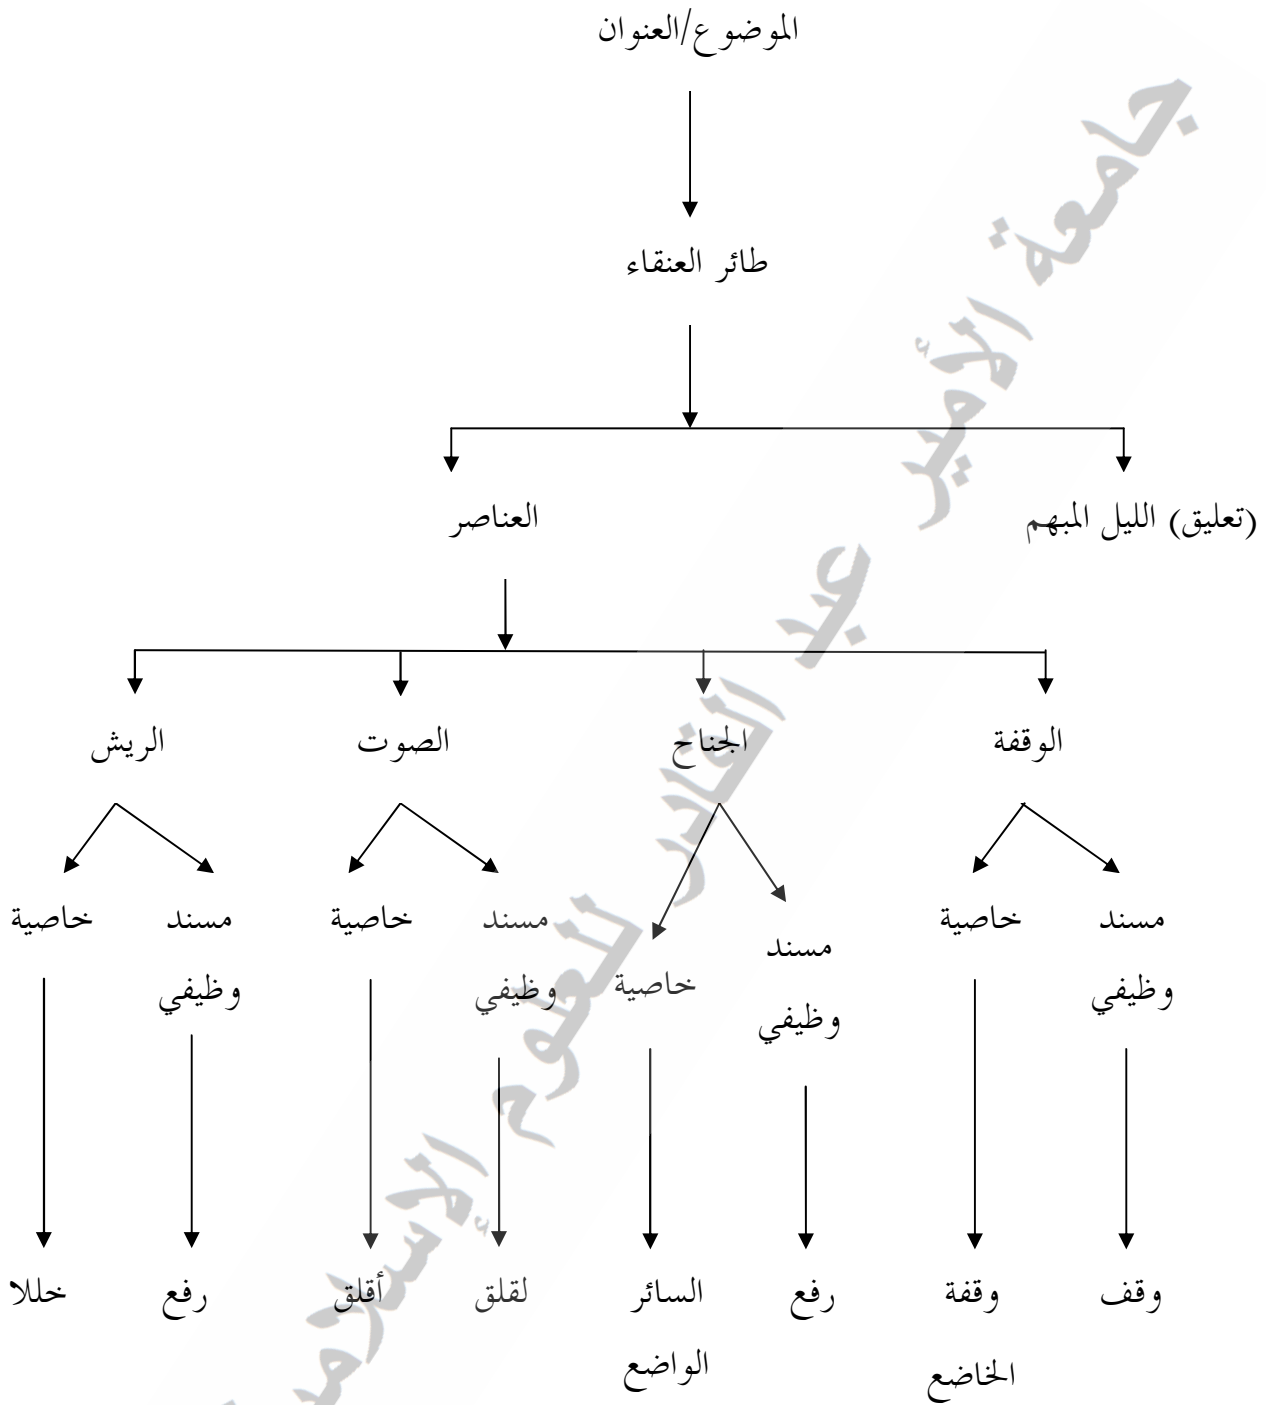 الموضوع/العنوان
طائر العنقاء
(تعليق) الليل المبهم
العناصر
الوقفة
الجناح
الصوت
الريش
مسند وظيفي
خاصية
مسند وظيفي
خاصية
مسند وظيفي
خاصية
مسند وظيفي
خاصية
وقف
وقفة الخاضع
رفع
السائر الواضع
لقلق
أقلق
رفع
خللا
جامعة الأمير عبد القادر للعلوم الإسلامية